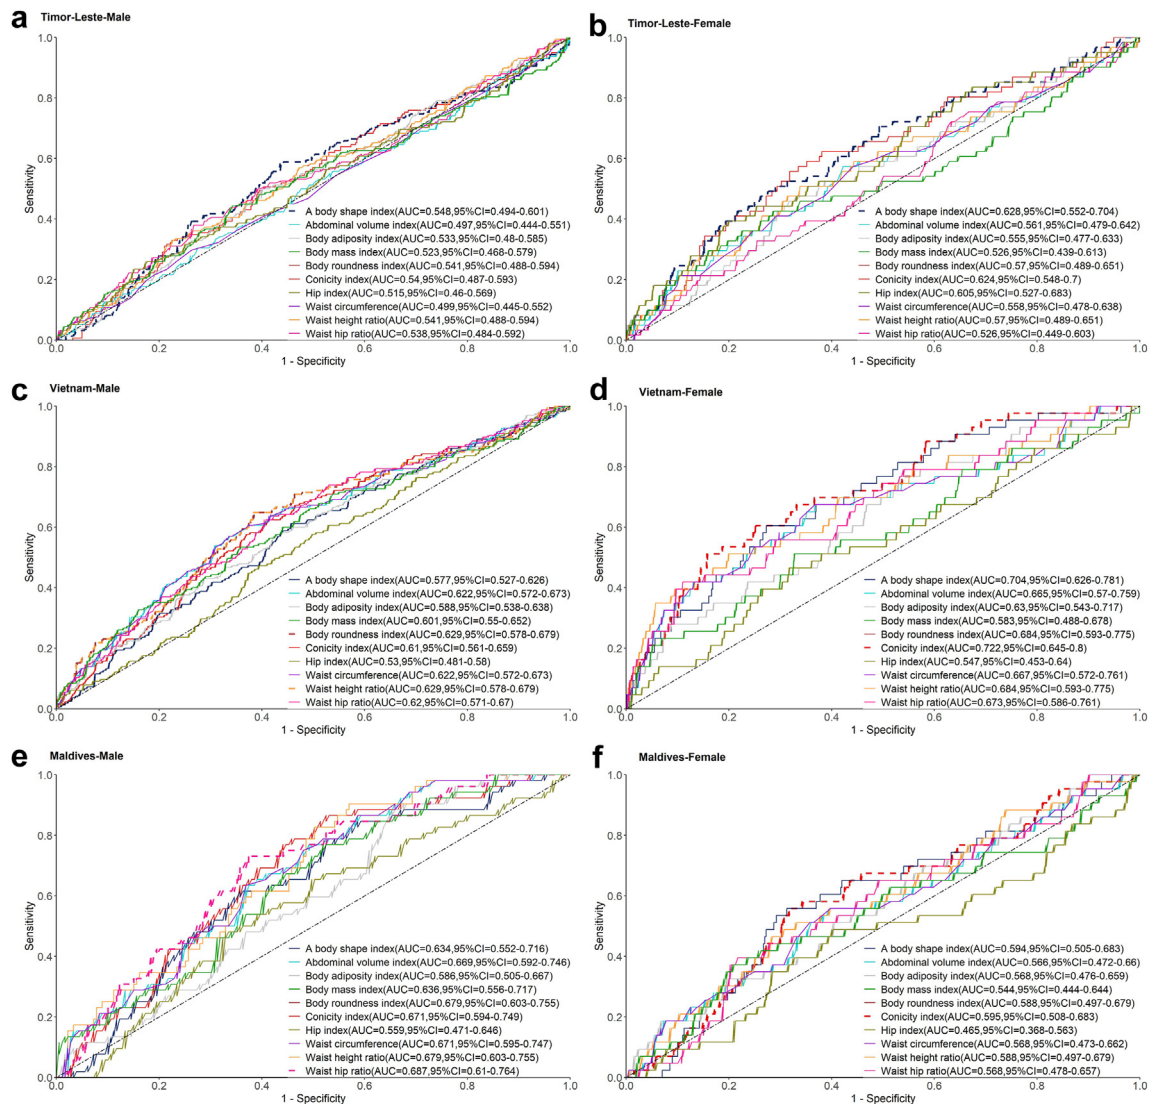 a Timor-Leste-Male
1.0
0.8
0.6
0.4
0.2
0.0
Sensitivity
A body shape index(AUC=0.548,95%CI=0.494-0.601)
Abdominal volume index(AUC=0.497,95%CI=0.444-0.551)
Body adiposity index(AUC=0.533,95%CI=0.48-0.585)
Body mass index(AUC=0.523,95%CI=0.468-0.579)
Body roundness index(AUC=0.541,95%CI=0.488-0.594)
Conicity index(AUC=0.54,95%CI=0.487-0.593)
Hip index(AUC=0.515,95%CI=0.46-0.569)
Waist circumference(AUC=0.499,95%CI=0.445-0.552)
Waist height ratio(AUC=0.541,95%CI=0.488-0.594)
Waist hip ratio(AUC=0.538,95%CI=0.484-0.592)
0.0 0.2 0.4 0.6 0.8 1.0
1 - Specificity
b Timor-Leste-Female
1.0
0.8
0.6
0.4
0.2
0.0
Sensitivity
A body shape index(AUC=0.628,95%CI=0.552-0.704)
Abdominal volume index(AUC=0.561,95%CI=0.479-0.642)
Body adiposity index(AUC=0.555,95%CI=0.477-0.633)
Body mass index(AUC=0.526,95%CI=0.439-0.613)
Body roundness index(AUC=0.57,95%CI=0.489-0.651)
Conicity index(AUC=0.624,95%CI=0.548-0.7)
Hip index(AUC=0.605,95%CI=0.527-0.683)
Waist circumference(AUC=0.558,95%CI=0.478-0.638)
Waist height ratio(AUC=0.57,95%CI=0.489-0.651)
Waist hip ratio(AUC=0.526,95%CI=0.449-0.603)
0.0 0.2 0.4 0.6 0.8 1.0
1 - Specificity
c Vietnam-Male
1.0
0.8
0.6
0.4
0.2
0.0
Sensitivity
A body shape index(AUC=0.577,95%CI=0.527-0.626)
Abdominal volume index(AUC=0.622,95%CI=0.572-0.673)
Body adiposity index(AUC=0.588,95%CI=0.538-0.638)
Body mass index(AUC=0.601,95%CI=0.55-0.652)
Body roundness index(AUC=0.629,95%CI=0.578-0.679)
Conicity index(AUC=0.61,95%CI=0.561-0.659)
Hip index(AUC=0.53,95%CI=0.481-0.58)
Waist circumference(AUC=0.622,95%CI=0.572-0.673)
Waist height ratio(AUC=0.629,95%CI=0.578-0.679)
Waist hip ratio(AUC=0.62,95%CI=0.571-0.67)
0.0 0.2 0.4 0.6 0.8 1.0
1 - Specificity
d Vietnam-Female
1.0
0.8
0.6
0.4
0.2
0.0
Sensitivity
A body shape index(AUC=0.704,95%CI=0.626-0.781)
Abdominal volume index(AUC=0.665,95%CI=0.57-0.759)
Body adiposity index(AUC=0.63,95%CI=0.543-0.717)
Body mass index(AUC=0.583,95%CI=0.488-0.678)
Body roundness index(AUC=0.684,95%CI=0.593-0.775)
Conicity index(AUC=0.722,95%CI=0.645-0.8)
Hip index(AUC=0.547,95%CI=0.453-0.64)
Waist circumference(AUC=0.667,95%CI=0.572-0.761)
Waist height ratio(AUC=0.684,95%CI=0.593-0.775)
Waist hip ratio(AUC=0.673,95%CI=0.586-0.761)
0.0 0.2 0.4 0.6 0.8 1.0
1 - Specificity
e Maldives-Male
1.0
0.8
0.6
0.4
0.2
0.0
Sensitivity
A body shape index(AUC=0.634,95%CI=0.552-0.716)
Abdominal volume index(AUC=0.669,95%CI=0.592-0.746)
Body adiposity index(AUC=0.586,95%CI=0.505-0.667)
Body mass index(AUC=0.636,95%CI=0.556-0.717)
Body roundness index(AUC=0.679,95%CI=0.603-0.755)
Conicity index(AUC=0.671,95%CI=0.594-0.749)
Hip index(AUC=0.559,95%CI=0.471-0.646)
Waist circumference(AUC=0.671,95%CI=0.595-0.747)
Waist height ratio(AUC=0.679,95%CI=0.603-0.755)
Waist hip ratio(AUC=0.687,95%CI=0.61-0.764)
0.0 0.2 0.4 0.6 0.8 1.0
1 - Specificity
f Maldives-Female
1.0
0.8
0.6
0.4
0.2
0.0
Sensitivity
A body shape index(AUC=0.594,95%CI=0.505-0.683)
Abdominal volume index(AUC=0.566,95%CI=0.472-0.66)
Body adiposity index(AUC=0.568,95%CI=0.476-0.659)
Body mass index(AUC=0.544,95%CI=0.444-0.644)
Body roundness index(AUC=0.588,95%CI=0.497-0.679)
Conicity index(AUC=0.595,95%CI=0.508-0.683)
Hip index(AUC=0.465,95%CI=0.368-0.563)
Waist circumference(AUC=0.568,95%CI=0.473-0.662)
Waist height ratio(AUC=0.588,95%CI=0.497-0.679)
Waist hip ratio(AUC=0.568,95%CI=0.478-0.657)
0.0 0.2 0.4 0.6 0.8 1.0
1 - Specificity